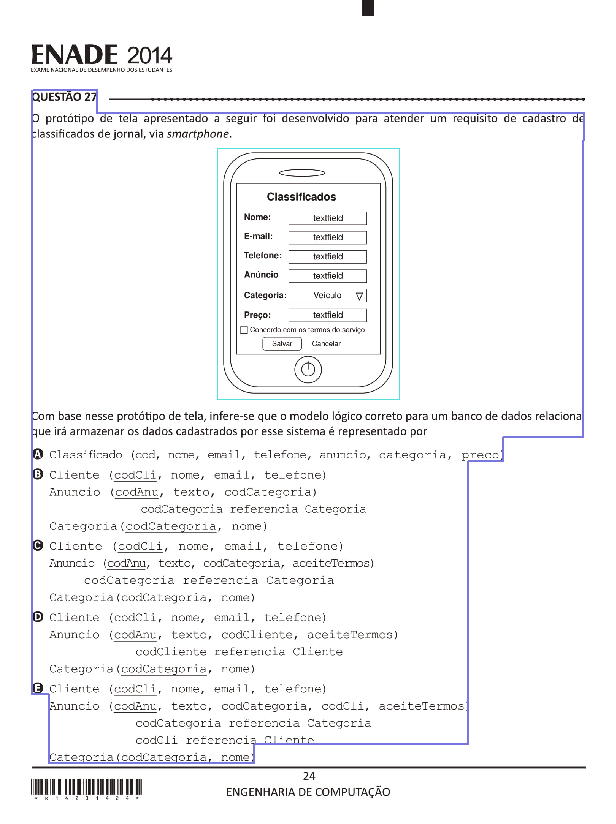 ENADE 2014
EXAME NACIONAL DE DESEMPENHO DOS ESTUDANTES
QUESTÃO 27
O protótipo de tela apresentado a seguir foi desenvolvido para atender um requisito de cadastro de
classificados de jornal, via smartphone.
Classificados
Nome: textfield
E-mail: textfield
Telefone: textfield
Anúncio textfield
Categoria: Veículo
Preço: textfield
Concordo com os termos do serviço
Salvar Cancelar
Com base nesse protótipo de tela, infere-se que o modelo lógico correto para um banco de dados relaciona
que irá armazenar os dados cadastrados por esse sistema é representado por
A Classificado (cod, nome, email, telefone, anuncio, categoria, preco)
B Cliente (codCli, nome, email, telefone)
Anuncio (codAnu, texto, codCategoria)
codCategoria referencia Categoria
Categoria(codCategoria, nome)
C Cliente (codCli, nome, email, telefone)
Anuncio (codAnu, texto, codCategoria, aceiteTermos)
codCategoria referencia Categoria
Categoria(codCategoria, nome)
D Cliente (codCli, nome, email, telefone)
Anuncio (codAnu, texto, codCliente, aceiteTermos)
codCliente referencia Cliente
Categoria(codCategoria, nome)
E Cliente (codCli, nome, email, telefone)
Anuncio (codAnu, texto, codCategoria, codCli, aceiteTermos)
codCategoria referencia Categoria
codCli referencia Cliente
Categoria(codCategoria, nome)
24
ENGENHARIA DE COMPUTAÇÃO